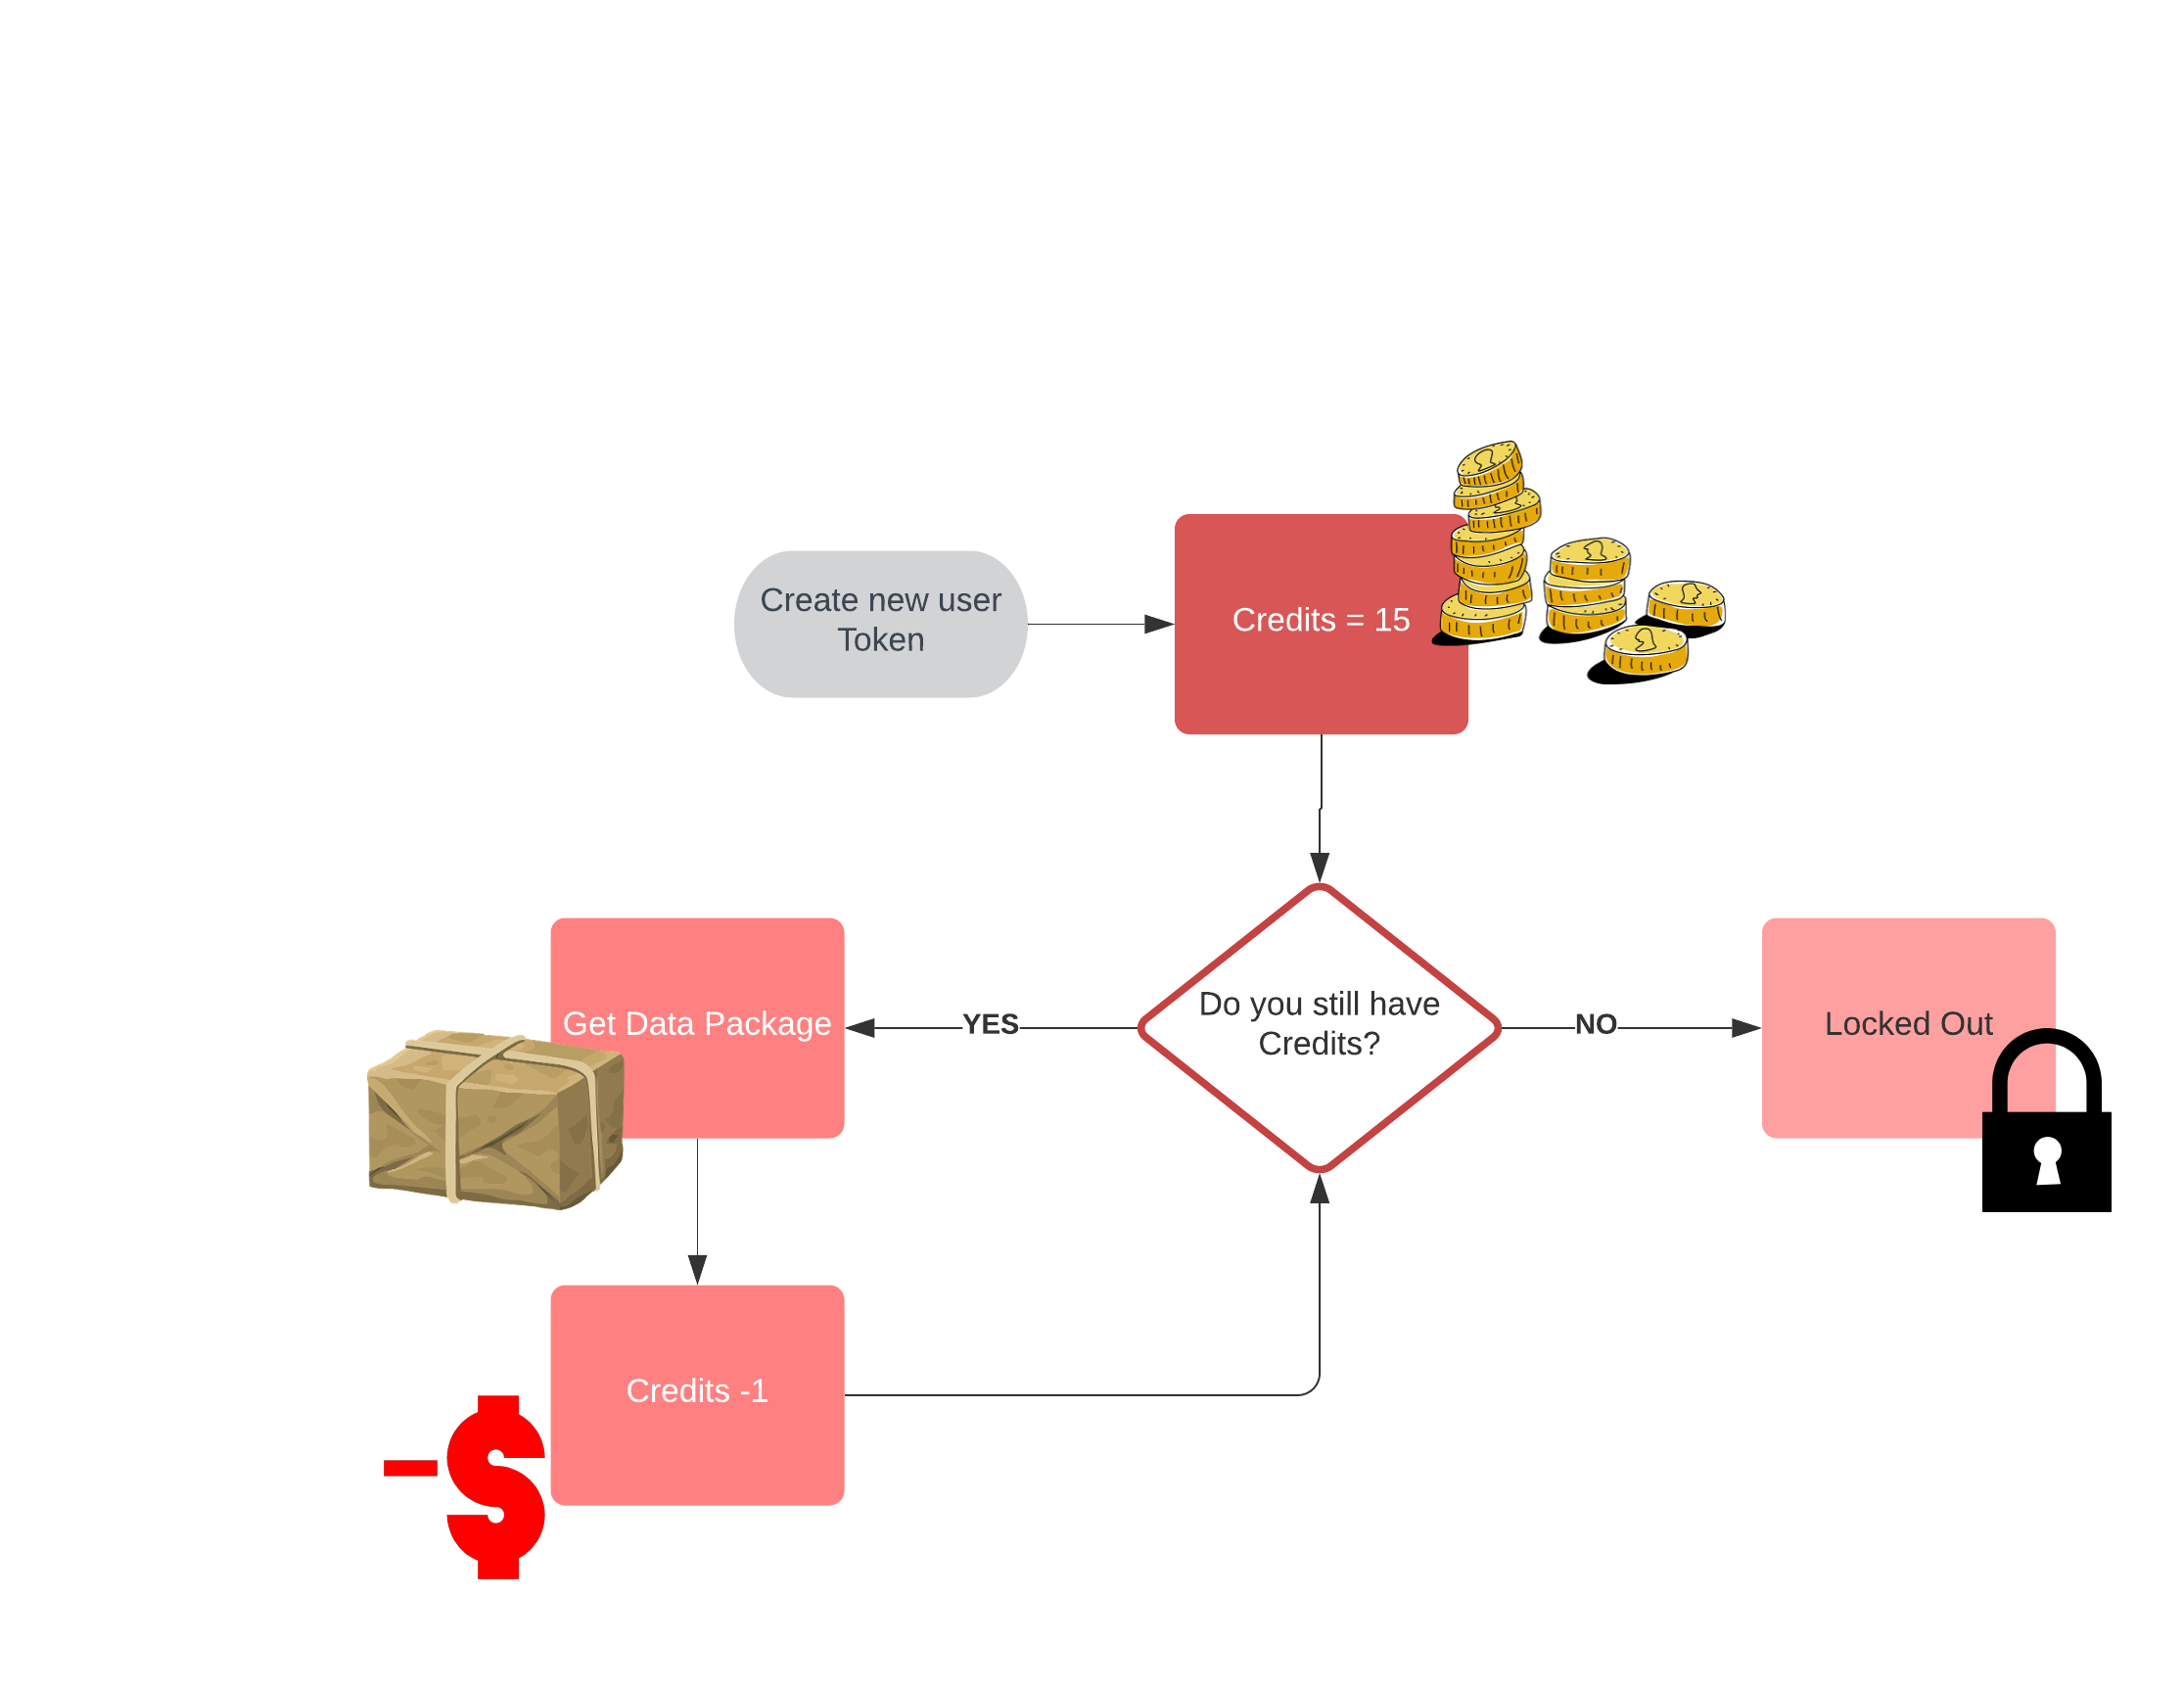 Create new user
Token
Credits = 15
Do you still have
Credits?
YES
NO
Get Data Package
Locked Out
Credits -1
-$